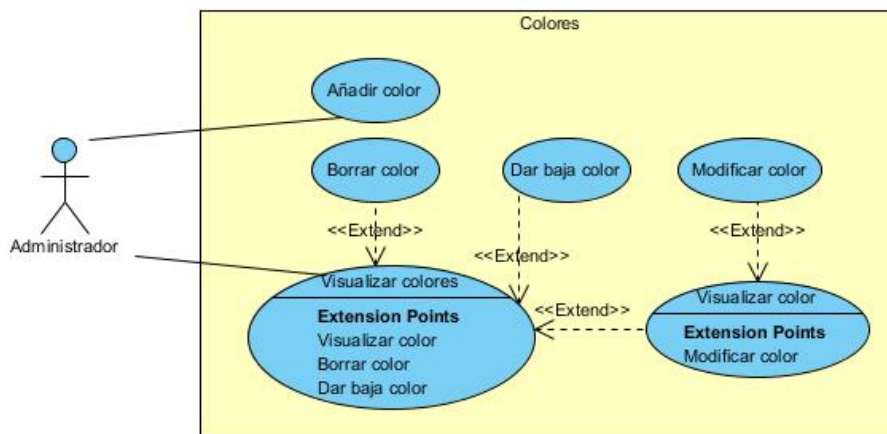 Colores
Añadir color
Borrar color
Dar baja color
Modificar color
Administrador
<<Extend>>
<<Extend>>
<<Extend>>
Visualizar colores
Extension Points
Visualizar color
Borrar color
Dar baja color
<<Extend>>
Visualizar color
Extension Points
Modificar color